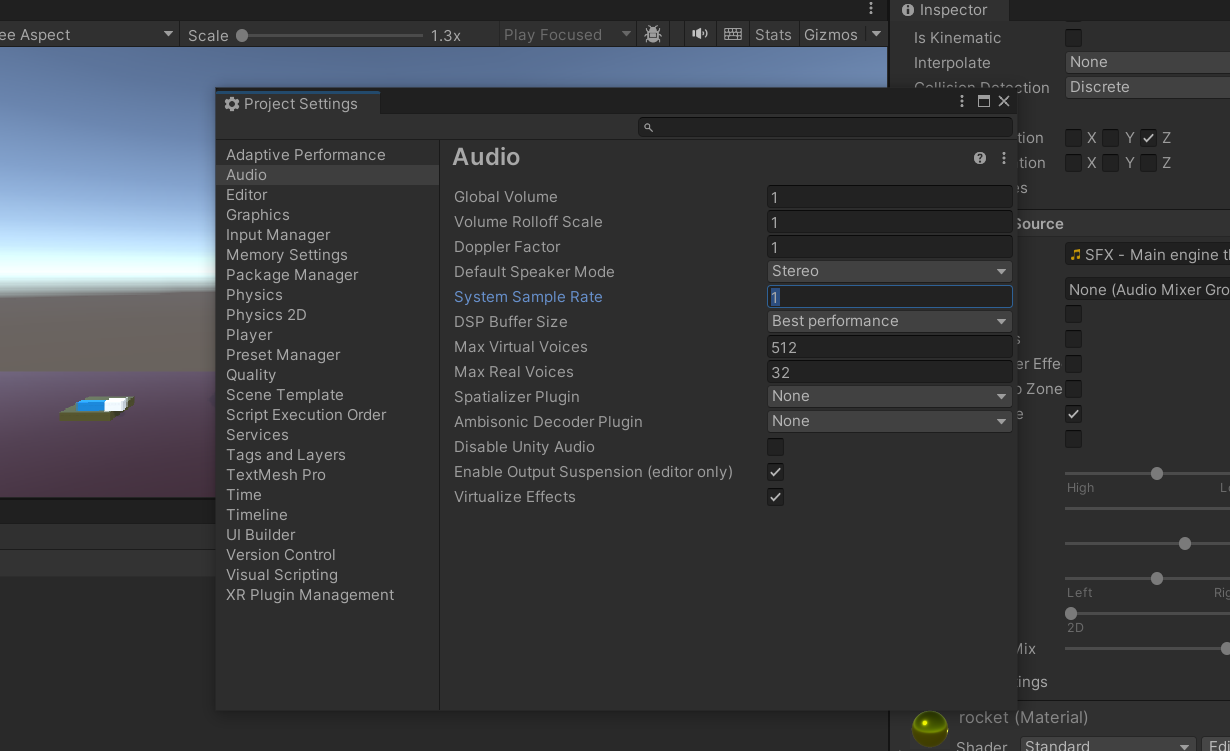 ee Aspect
Scale 1.3x
Play Focused
Stats
Gizmos
Inspector
Is Kinematic
Interpolate None
Collision Detection Discrete
tion X Y Z
tion X Y Z
es
Source
SFX - Main engine th
None (Audio Mixer Gro
s
er Effe
o Zone
e
High
Le
Left Rig
2D
Mix
ings
rocket (Material)
Shader Standard Edi
Project Settings
Adaptive Performance
Audio
Editor
Graphics
Input Manager
Memory Settings
Package Manager
Physics
Physics 2D
Player
Preset Manager
Quality
Scene Template
Script Execution Order
Services
Tags and Layers
TextMesh Pro
Time
Timeline
UI Builder
Version Control
Visual Scripting
XR Plugin Management
Audio
Global Volume 1
Volume Rolloff Scale 1
Doppler Factor 1
Default Speaker Mode Stereo
System Sample Rate 1
DSP Buffer Size Best performance
Max Virtual Voices 512
Max Real Voices 32
Spatializer Plugin None
Ambisonic Decoder Plugin None
Disable Unity Audio
Enable Output Suspension (editor only)
Virtualize Effects